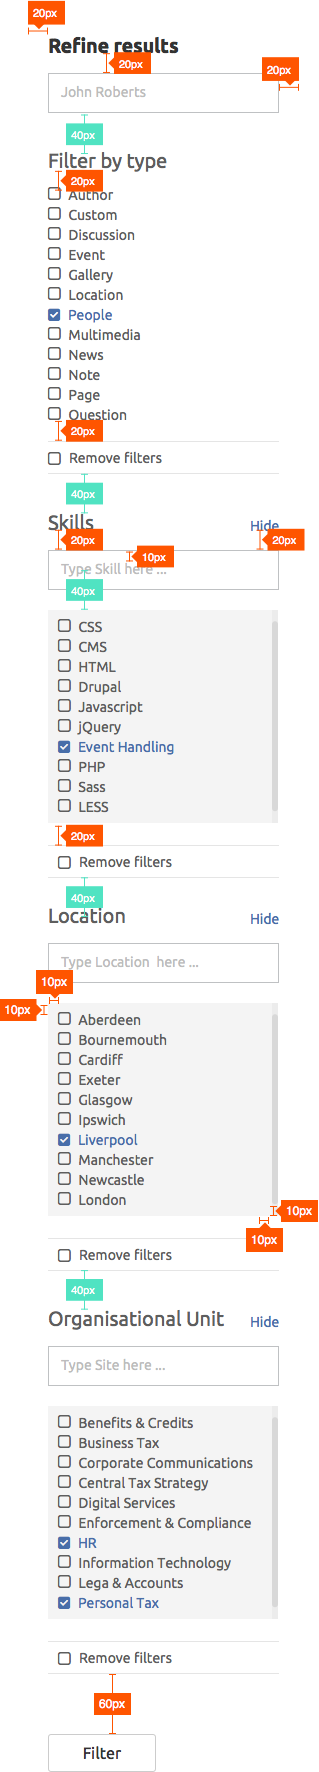 20px
Refine results
20px
20px
John Roberts
40px
Filter by type
20px
Author
Custom
Discussion
Event
Gallery
Location
People
Multimedia
News
Note
Page
Question
20px
Remove filters
40px
Skills
Hide
20px
20px
10px
Type Skill here ...
40px
CSS
CMS
HTML
Drupal
Javascript
jQuery
Event Handling
PHP
Sass
LESS
20px
Remove filters
40px
Location
Hide
Type Location here ...
10px
10px
Aberdeen
Bournemouth
Cardiff
Exeter
Glasgow
Ipswich
Liverpool
Manchester
Newcastle
London
10px
10px
Remove filters
40px
Organisational Unit
Hide
Type Site here ...
Benefits & Credits
Business Tax
Corporate Communications
Central Tax Strategy
Digital Services
Enforcement & Compliance
HR
Information Technology
Lega & Accounts
Personal Tax
Remove filters
60px
Filter